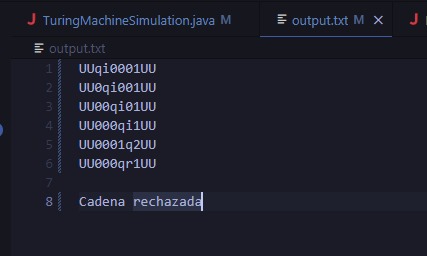 TuringMachineSimulation.java M
output.txt M
output.txt
1 UUqi0001UU
2 UU0qi001UU
3 UU00qi01UU
4 UU000qi1UU
5 UU0001q2UU
6 UU000qr1UU
7
8 Cadena rechazada